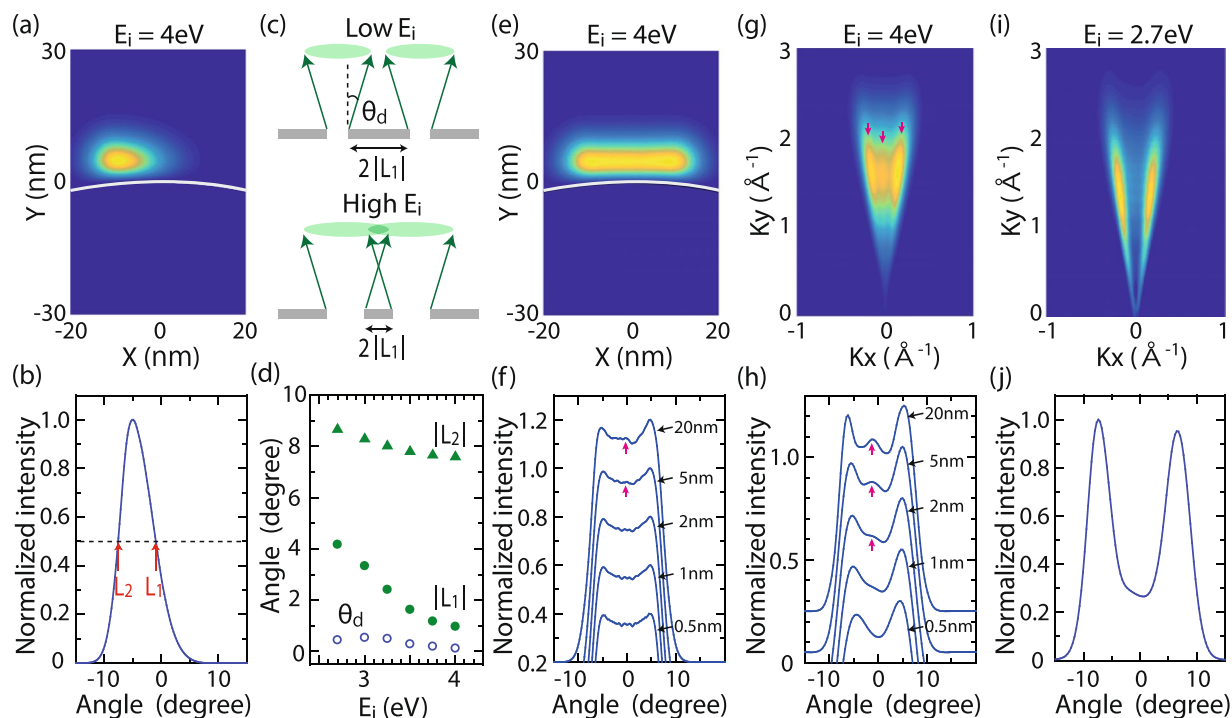 (a)
Eᵢ = 4eV
30
Y (nm)
0
-30
-20
0
20
X (nm)
(c)
Low Eᵢ
θd
2|L₁|
High Eᵢ
2|L₁|
(e)
Eᵢ = 4eV
30
Y (nm)
0
-30
-20
0
20
X (nm)
(g)
Eᵢ = 4eV
3
Ky (Å⁻¹)
2
1
0
-1
0
1
Kx (Å⁻¹)
(i)
Eᵢ = 2.7eV
3
Ky (Å⁻¹)
2
1
0
-1
0
1
Kx (Å⁻¹)
(b)
Normalized intensity
1.0
0.8
0.6
0.4
0.2
0
L₂
L₁
-10
0
10
Angle (degree)
(d)
Angle (degree)
10
8
6
4
2
0
|L₂|
|L₁|
θd
3
4
Eᵢ (eV)
(f)
Normalized intensity
1.2
1.0
0.8
0.6
0.4
0.2
20nm
5nm
2nm
1nm
0.5nm
-10
0
10
Angle (degree)
(h)
Normalized intensity
1.0
0.5
0
20nm
5nm
2nm
1nm
0.5nm
-10
0
10
Angle (degree)
(j)
Normalized intensity
1.0
0.8
0.6
0.4
0.2
0
-10
0
10
Angle (degree)